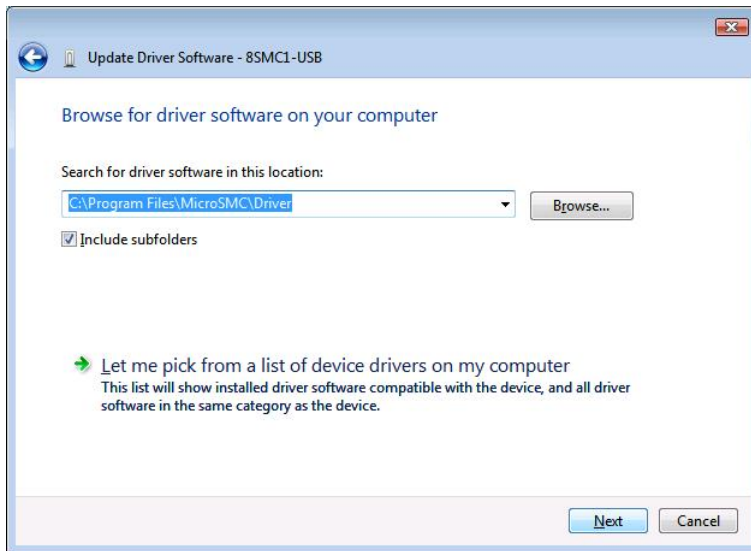 Update Driver Software - 8SMC1-USB
Browse for driver software on your computer
Search for driver software in this location:
C:\Program Files\MicroSMC\Driver
Browse...
Include subfolders
Let me pick from a list of device drivers on my computer
This list will show installed driver software compatible with the device, and all driver
software in the same category as the device.
Next
Cancel